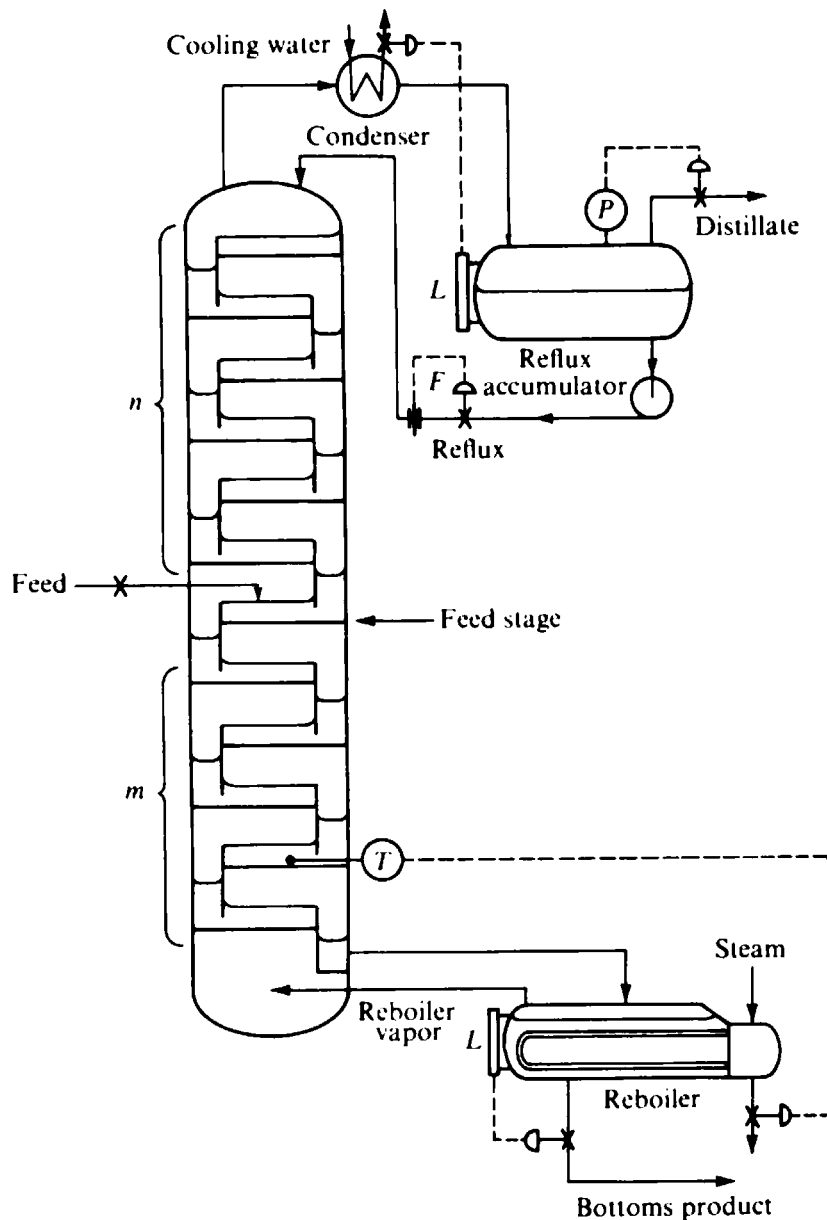 Cooling water
Condenser
P
Distillate
L
Reflux
accumulator
F
Reflux
n
Feed
Feed stage
m
T
Steam
Reboiler
vapor
L
Reboiler
Bottoms product